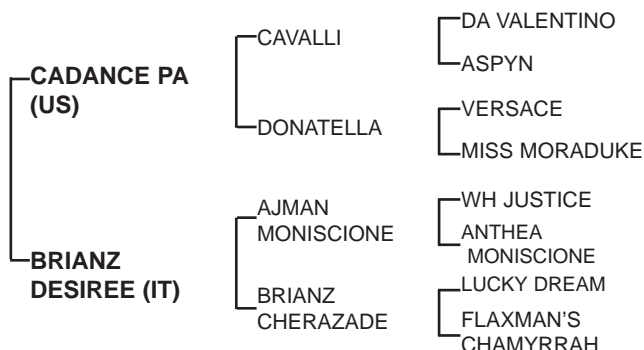 CADANCE PA
(US)
BRIANZ
DESIREE (IT)
CAVALLI
DONATELLA
AJMAN
MONISCIONE
BRIANZ
CHERAZADE
DA VALENTINO
ASPYN
VERSACE
MISS MORADUKE
WH JUSTICE
ANTHEA
MONISCIONE
LUCKY DREAM
FLAXMAN'S
CHAMYRRAH